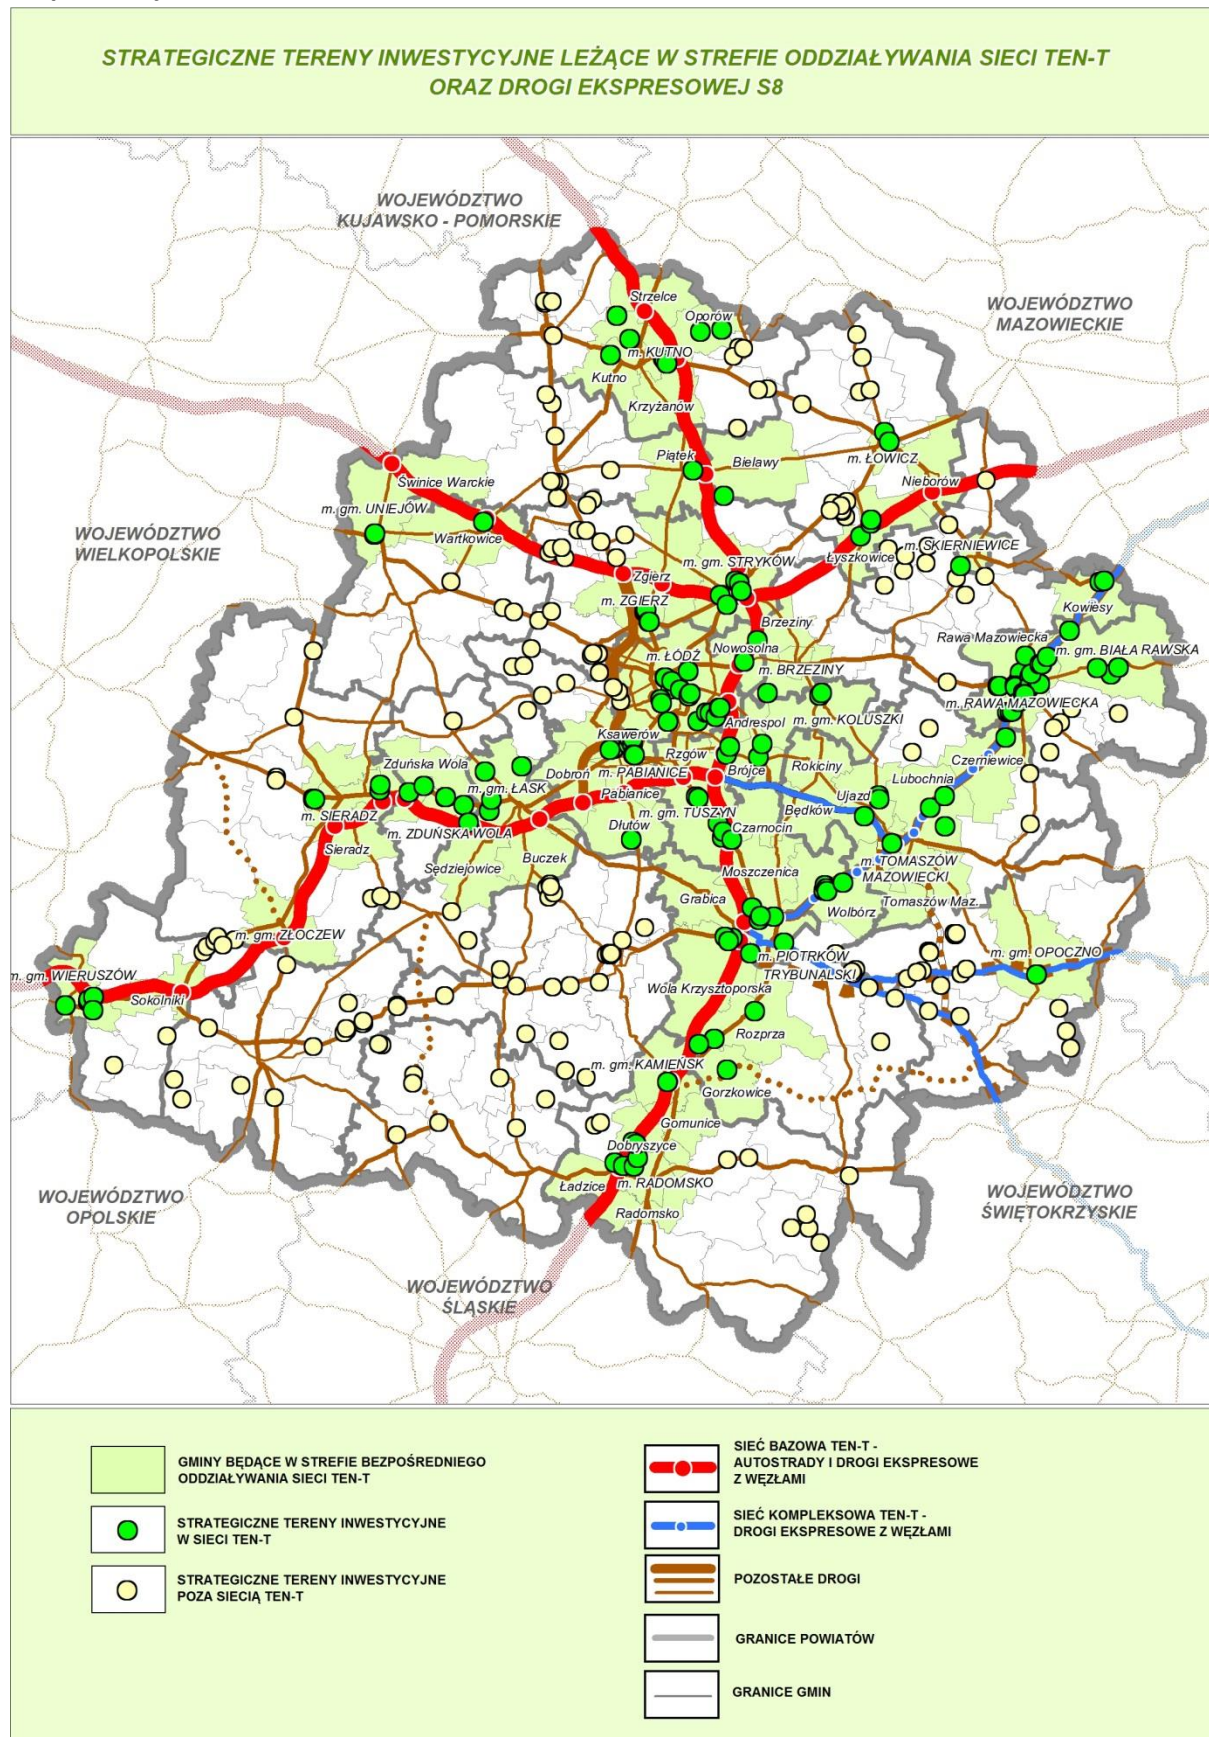 STRATEGICZNE TERENY INWESTYCYJNE LEŻĄCE W STREFIE ODDZIAŁYWANIA SIECI TEN-T
ORAZ DROGI EKSPRESOWEJ S8
WOJEWÓDZTWO
KUJAWSKO - POMORSKIE
WOJEWÓDZTWO
MAZOWIECKIE
Strzelce
Oporów
m. KUTNO
Kutno
Krzyżanów
Piątek
Bielawy
m. ŁOWICZ
Nieborów
Świnice Warckie
m. gm. UNIEJÓW
Wartkowice
WOJEWÓDZTWO
WIELKOPOLSKIE
m. gm. STRYKÓW
Łyszkowice
m. SKIERNIEWICE
Zgierz
m. ZGIERZ
Kowiesy
Brzeziny
Nowosolna
Rawa Mazowiecka
m. ŁÓDŹ
m. BRZEZINY
m. gm. BIAŁA RAWSKA
m. RAWA MAZOWIECKA
m. gm. KOLUSZKI
Andrespol
Ksawerów
Rzgów
Zduńska Wola
Dobroń
m. PABIANICE
Brójce
Rokiciny
Czerniewice
m. gm. ŁASK
Pabianice
Lubochnia
Ujazd
Będków
m. SIERADZ
m. ZDUŃSKA WOLA
m. gm. TUSZYN
Czarnocin
Dłutów
Sieradz
Buczek
Sędziejowice
Moszczenica
m. TOMASZÓW
MAZOWIECKI
Grabica
Wolbórz
Tomaszów Maz.
m. gm. ZŁOCZEW
m. gm. OPOCZNO
m. PIOTRKÓW
TRYBUNALSKI
m. gm. WIERUSZÓW
Sokolniki
Wola Krzysztoporska
Rozprza
m. gm. KAMIEŃSK
Gorzkowice
Gomunice
Dobryszyce
Ładzice
m. RADOMSKO
Radomsko
WOJEWÓDZTWO
OPOLSKIE
WOJEWÓDZTWO
ŚWIĘTOKRZYSKIE
WOJEWÓDZTWO
ŚLĄSKIE
GMINY BĘDĄCE W STREFIE BEZPOŚREDNIEGO
ODDZIAŁYWANIA SIECI TEN-T
STRATEGICZNE TERENY INWESTYCYJNE
W SIECI TEN-T
STRATEGICZNE TERENY INWESTYCYJNE
POZA SIECIĄ TEN-T
SIEĆ BAZOWA TEN-T -
AUTOSTRADY I DROGI EKSPRESOWE
Z WĘZŁAMI
SIEĆ KOMPLEKSOWA TEN-T -
DROGI EKSPRESOWE Z WĘZŁAMI
POZOSTAŁE DROGI
GRANICE POWIATÓW
GRANICE GMIN